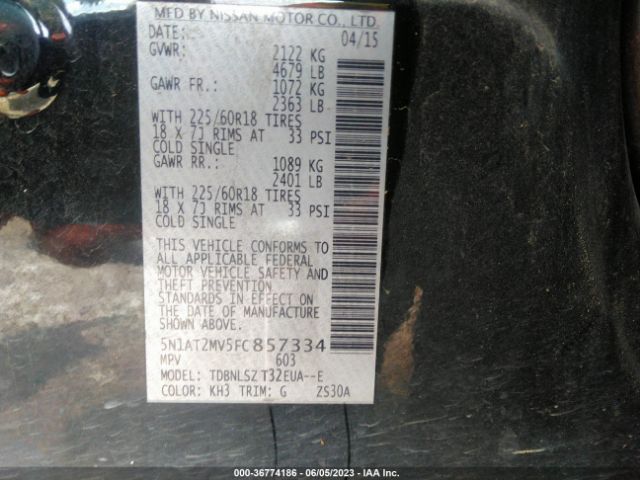 MFD BY NISSAN MOTOR CO., LTD.
DATE: 04/15
GVWR: 2122 KG
4679 LB
GAWR FR.: 1072 KG
2363 LB
WITH 225/60R18 TIRES
18 X 7J RIMS AT 33 PSI
COLD SINGLE
GAWR RR.: 1089 KG
2401 LB
WITH 225/60R18 TIRES
18 X 7J RIMS AT 33 PSI
COLD SINGLE
THIS VEHICLE CONFORMS TO
ALL APPLICABLE FEDERAL
MOTOR VEHICLE SAFETY AND
THEFT PREVENTION
STANDARDS IN EFFECT ON
THE DATE OF MANUFACTURE
SHOWN ABOVE.
5N1AT2MV5FC857334
MPV 603
MODEL: TDBNLSZ T32EUA--E
COLOR: KH3 TRIM: G ZS30A
000-36774186 - 06/05/2023 - IAA Inc.